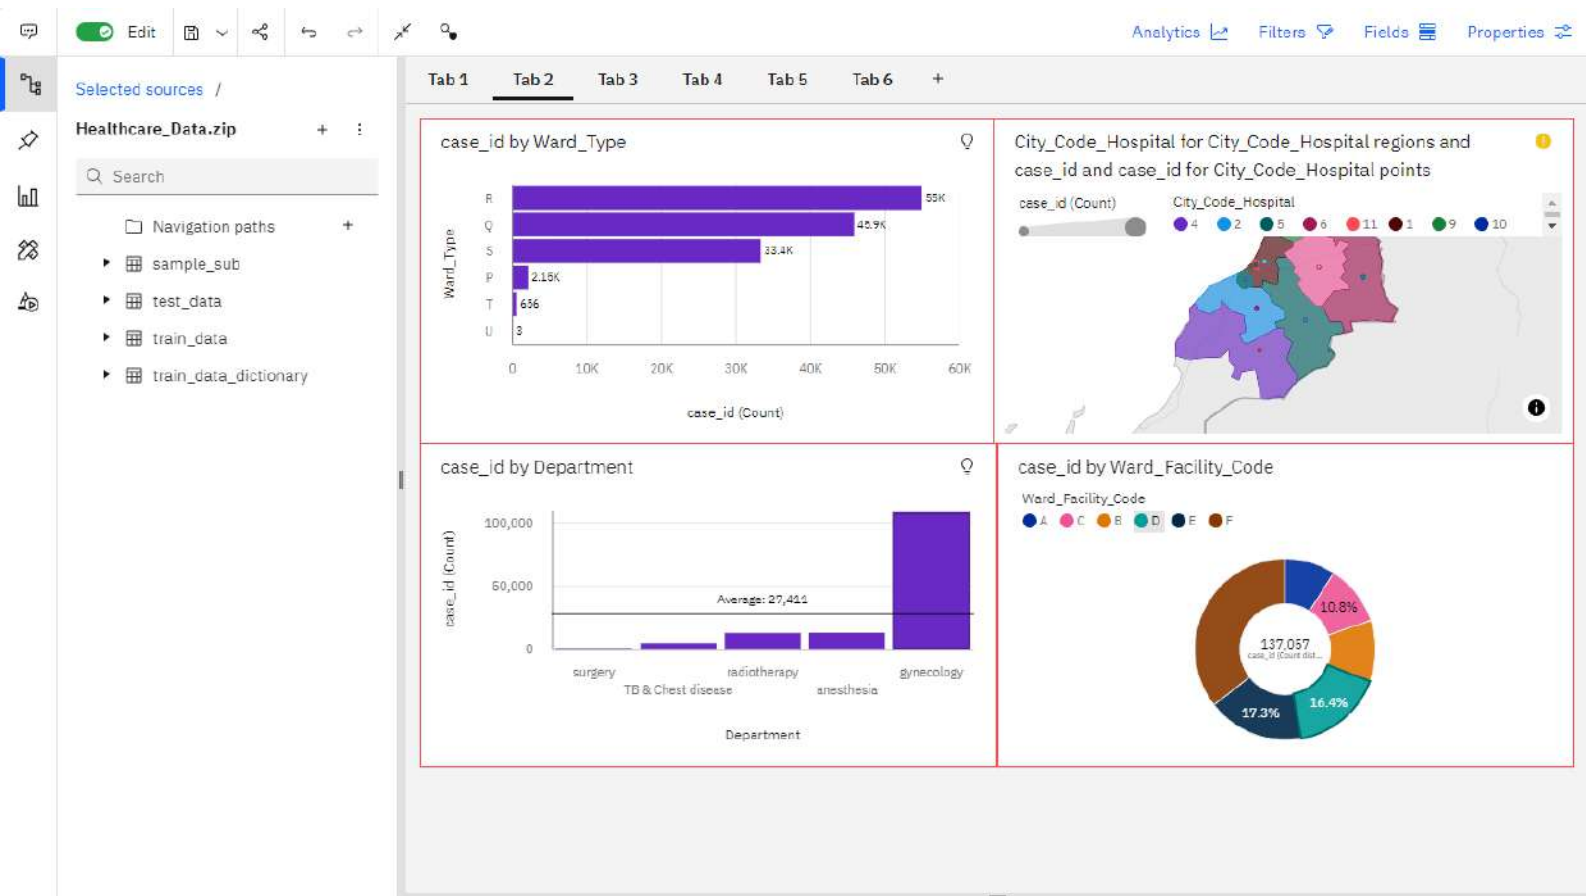 Edit
Analytics
Filters
Fields
Properties
Selected sources /
Healthcare_Data.zip
Search
Navigation paths
sample_sub
test_data
train_data
train_data_dictionary
Tab 1 Tab 2 Tab 3 Tab 4 Tab 5 Tab 6 +
case_id by Ward_Type
Ward_Type
R 55K
Q 45.9K
S 33.4K
P 2.15K
T 656
U 3
0 10K 20K 30K 40K 50K 60K
case_id (Count)
City_Code_Hospital for City_Code_Hospital regions and
case_id and case_id for City_Code_Hospital points
case_id (Count)
City_Code_Hospital
4 2 5 6 11 1 9 10
case_id by Department
case_id (Count)
100,000
50,000
0
Average: 27,411
surgery radiotherapy gynecology
TB & Chest disease anesthesia
Department
case_id by Ward_Facility_Code
Ward_Facility_Code
A C B D E F
10.8%
137,057
case_id (Count dist...
16.4%
17.3%